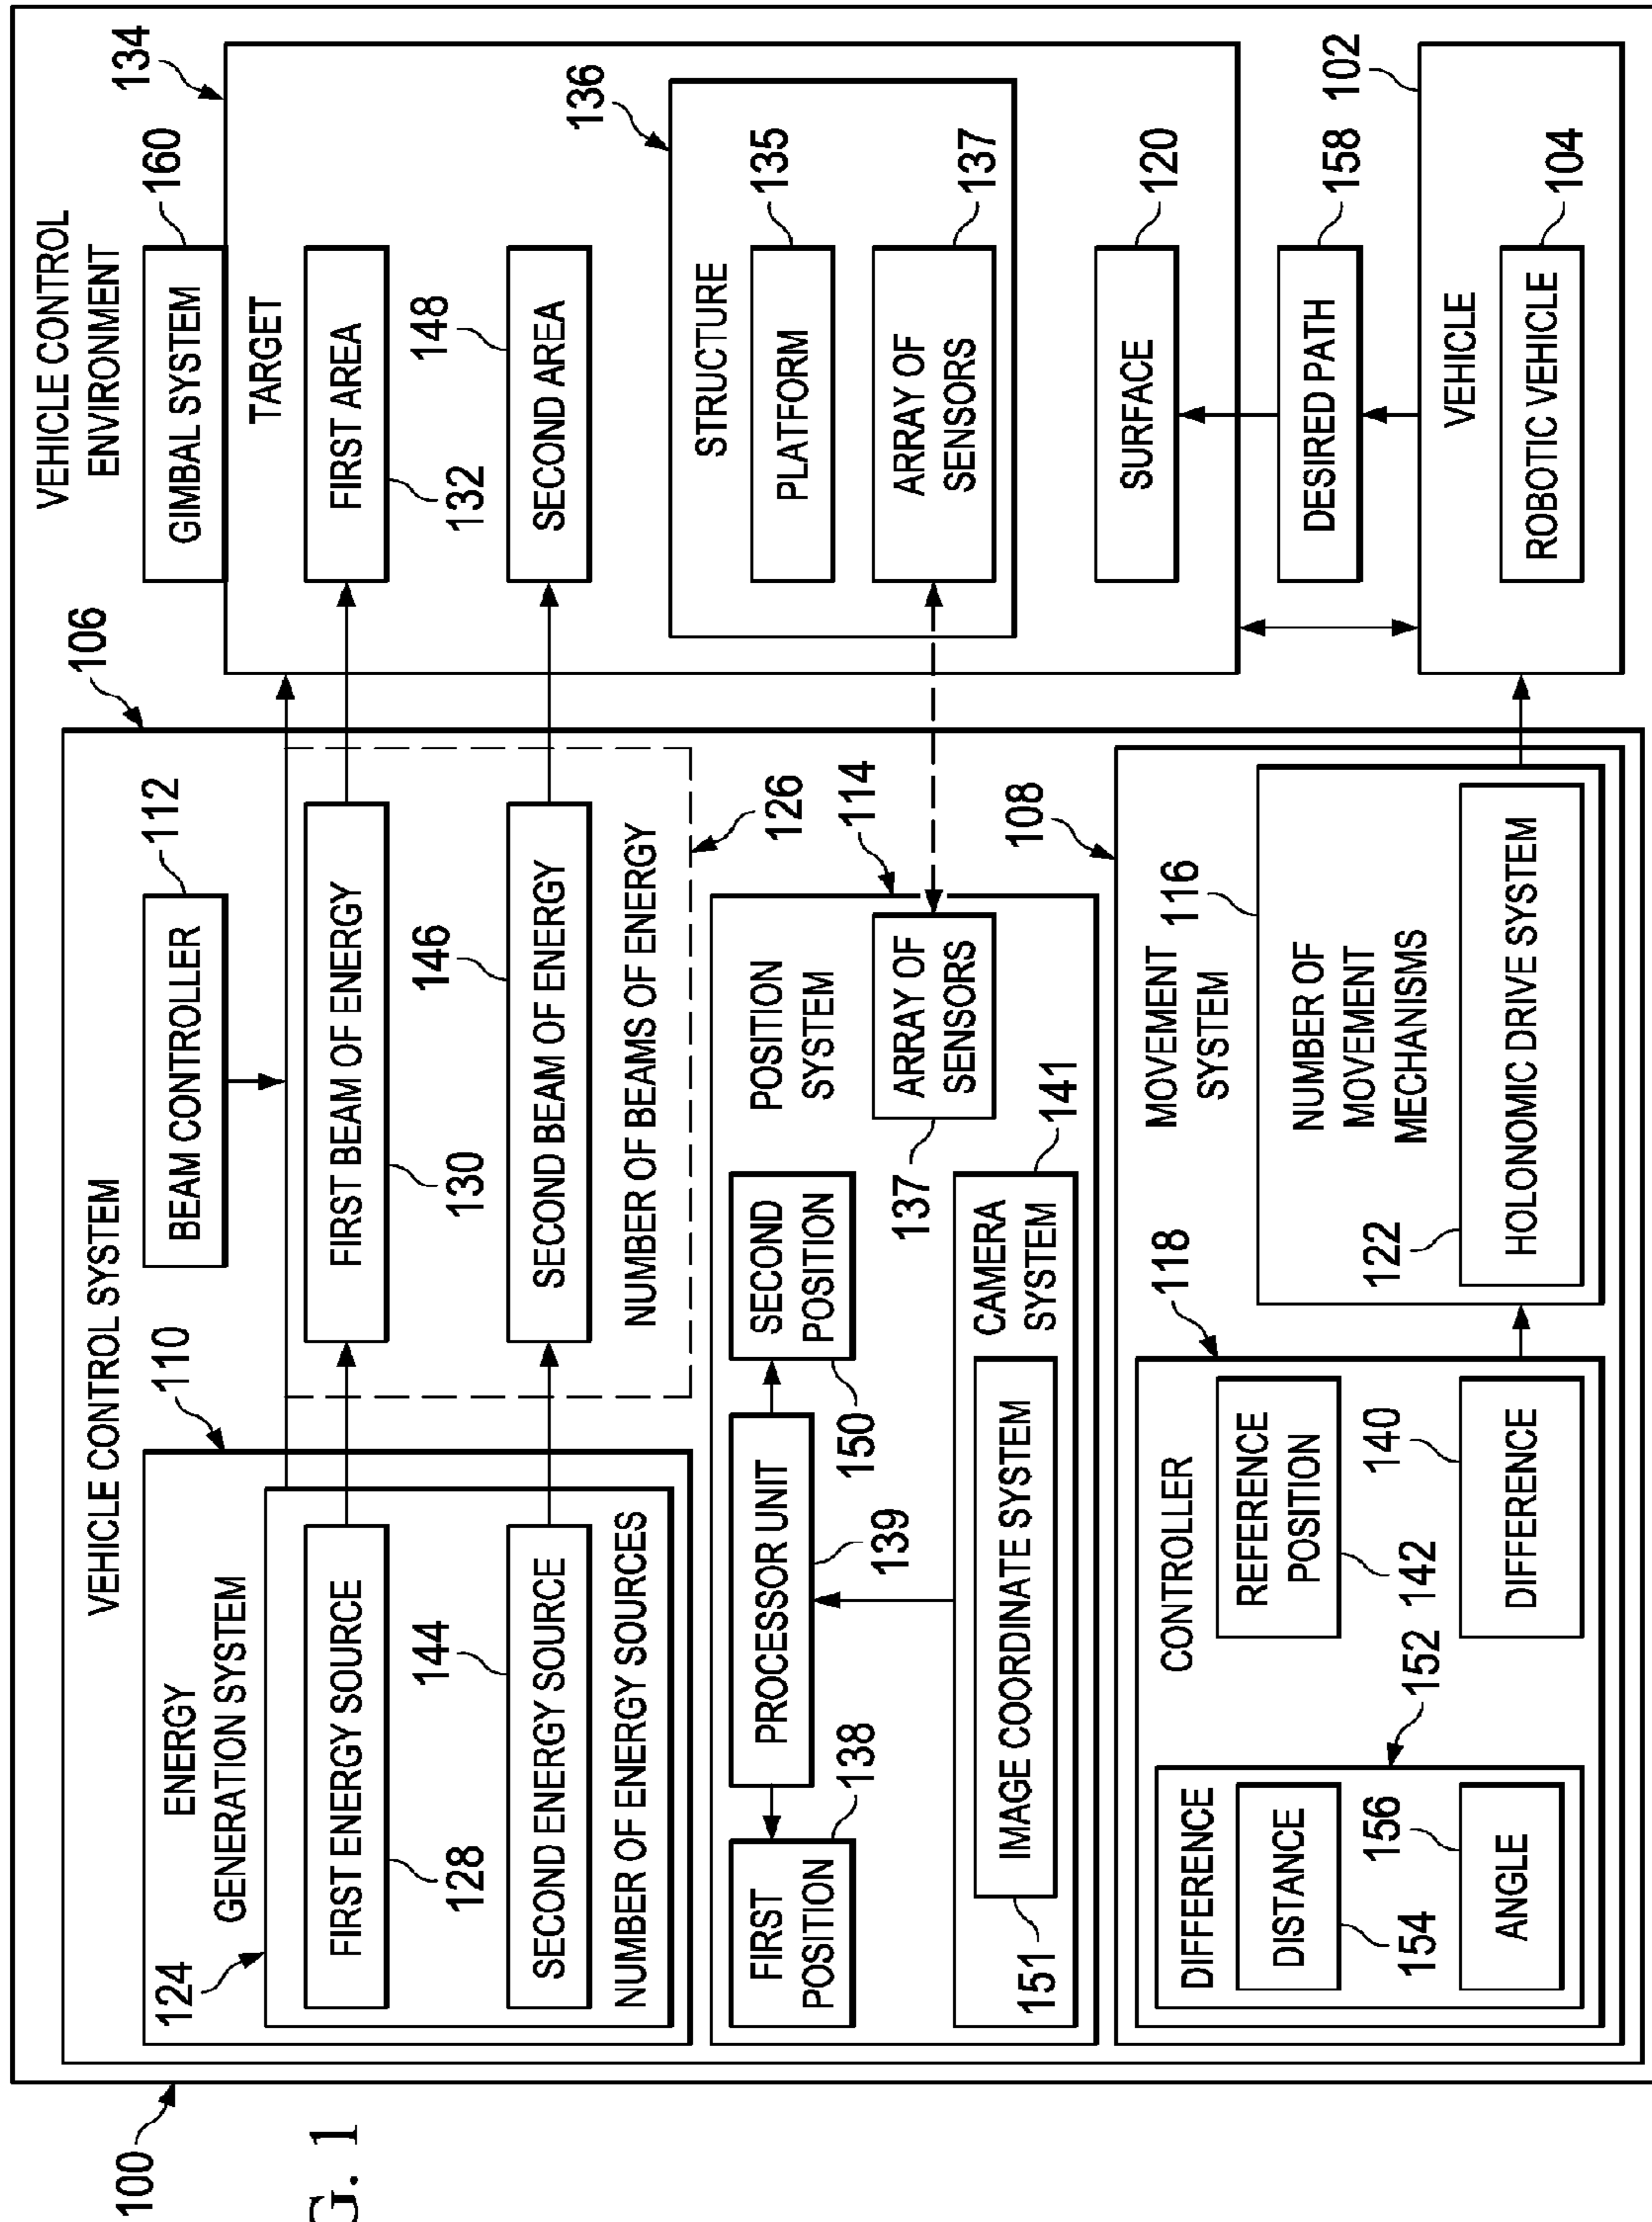 100
VEHICLE CONTROL
ENVIRONMENT
106
VEHICLE CONTROL SYSTEM
110
ENERGY
GENERATION SYSTEM
124
FIRST ENERGY SOURCE
128
144
SECOND ENERGY SOURCE
NUMBER OF ENERGY SOURCES
112
BEAM CONTROLLER
FIRST BEAM OF ENERGY
130
146
SECOND BEAM OF ENERGY
NUMBER OF BEAMS OF ENERGY
126
160
GIMBAL SYSTEM
134
TARGET
FIRST AREA
132
148
SECOND AREA
136
STRUCTURE
PLATFORM
135
ARRAY OF
SENSORS
137
SURFACE
120
114
POSITION
SYSTEM
FIRST
POSITION
138
PROCESSOR UNIT
139
SECOND
POSITION
150
ARRAY OF
SENSORS
137
141
CAMERA
SYSTEM
IMAGE COORDINATE SYSTEM
151
108
MOVEMENT
SYSTEM
118
CONTROLLER
152
DIFFERENCE
DISTANCE
154
156
ANGLE
REFERENCE
POSITION
142
140
DIFFERENCE
116
NUMBER OF
MOVEMENT
MECHANISMS
122
HOLONOMIC DRIVE SYSTEM
DESIRED PATH
158
102
VEHICLE
ROBOTIC VEHICLE
104
G. 1